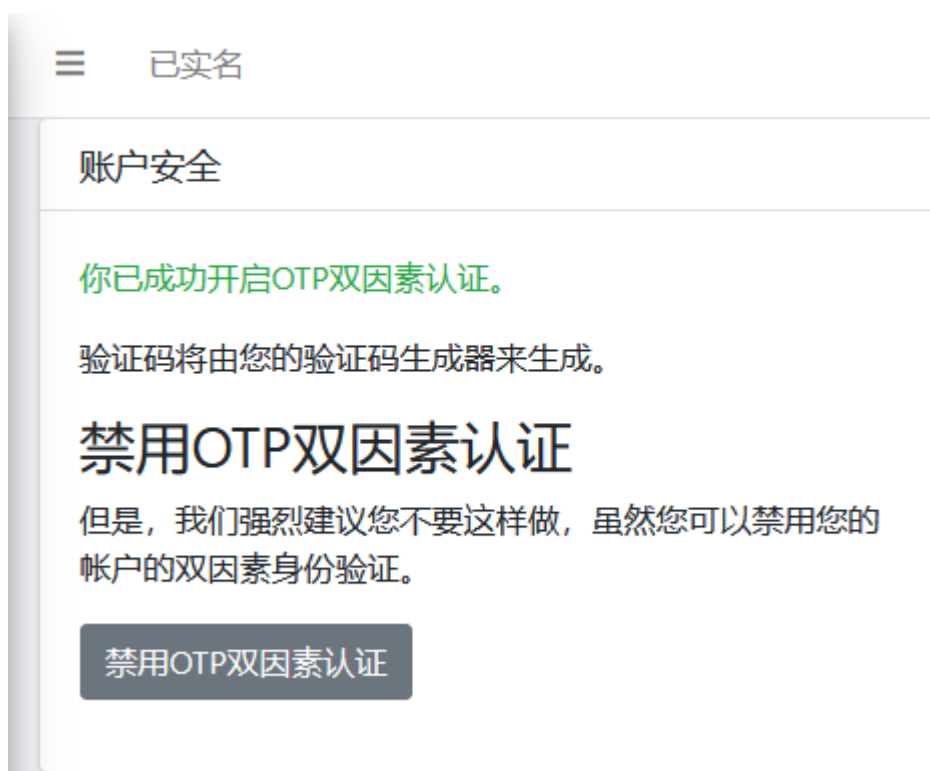 已实名
账户安全
你已成功开启OTP双因素认证。
验证码将由您的验证码生成器来生成。
禁用OTP双因素认证
但是，我们强烈建议您不要这样做，虽然您可以禁用您的
帐户的双因素身份验证。
禁用OTP双因素认证